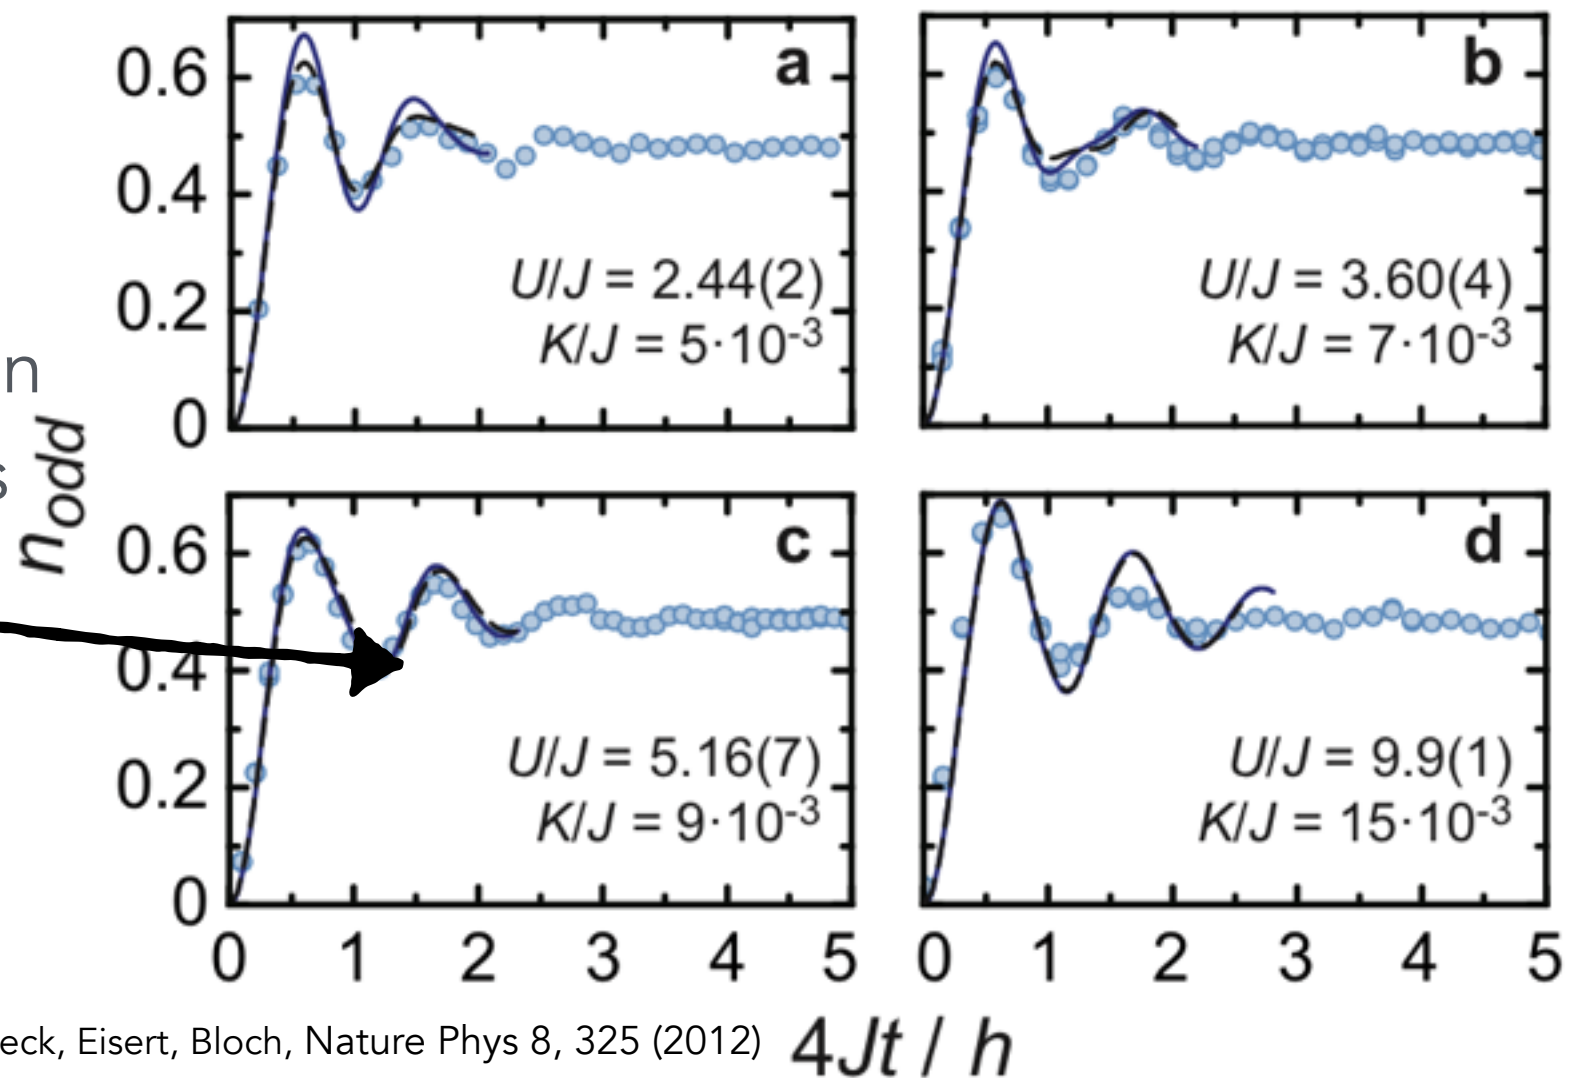 a
b
0.6
0.4
0.2
0
U/J = 2.44(2)
K/J = 5·10-3
U/J = 3.60(4)
K/J = 7·10-3
n
s
nodd
c
d
0.6
0.4
0.2
0
U/J = 5.16(7)
K/J = 9·10-3
U/J = 9.9(1)
K/J = 15·10-3
0 1 2 3 4 5
0 1 2 3 4 5
eck, Eisert, Bloch, Nature Phys 8, 325 (2012)
4Jt / h